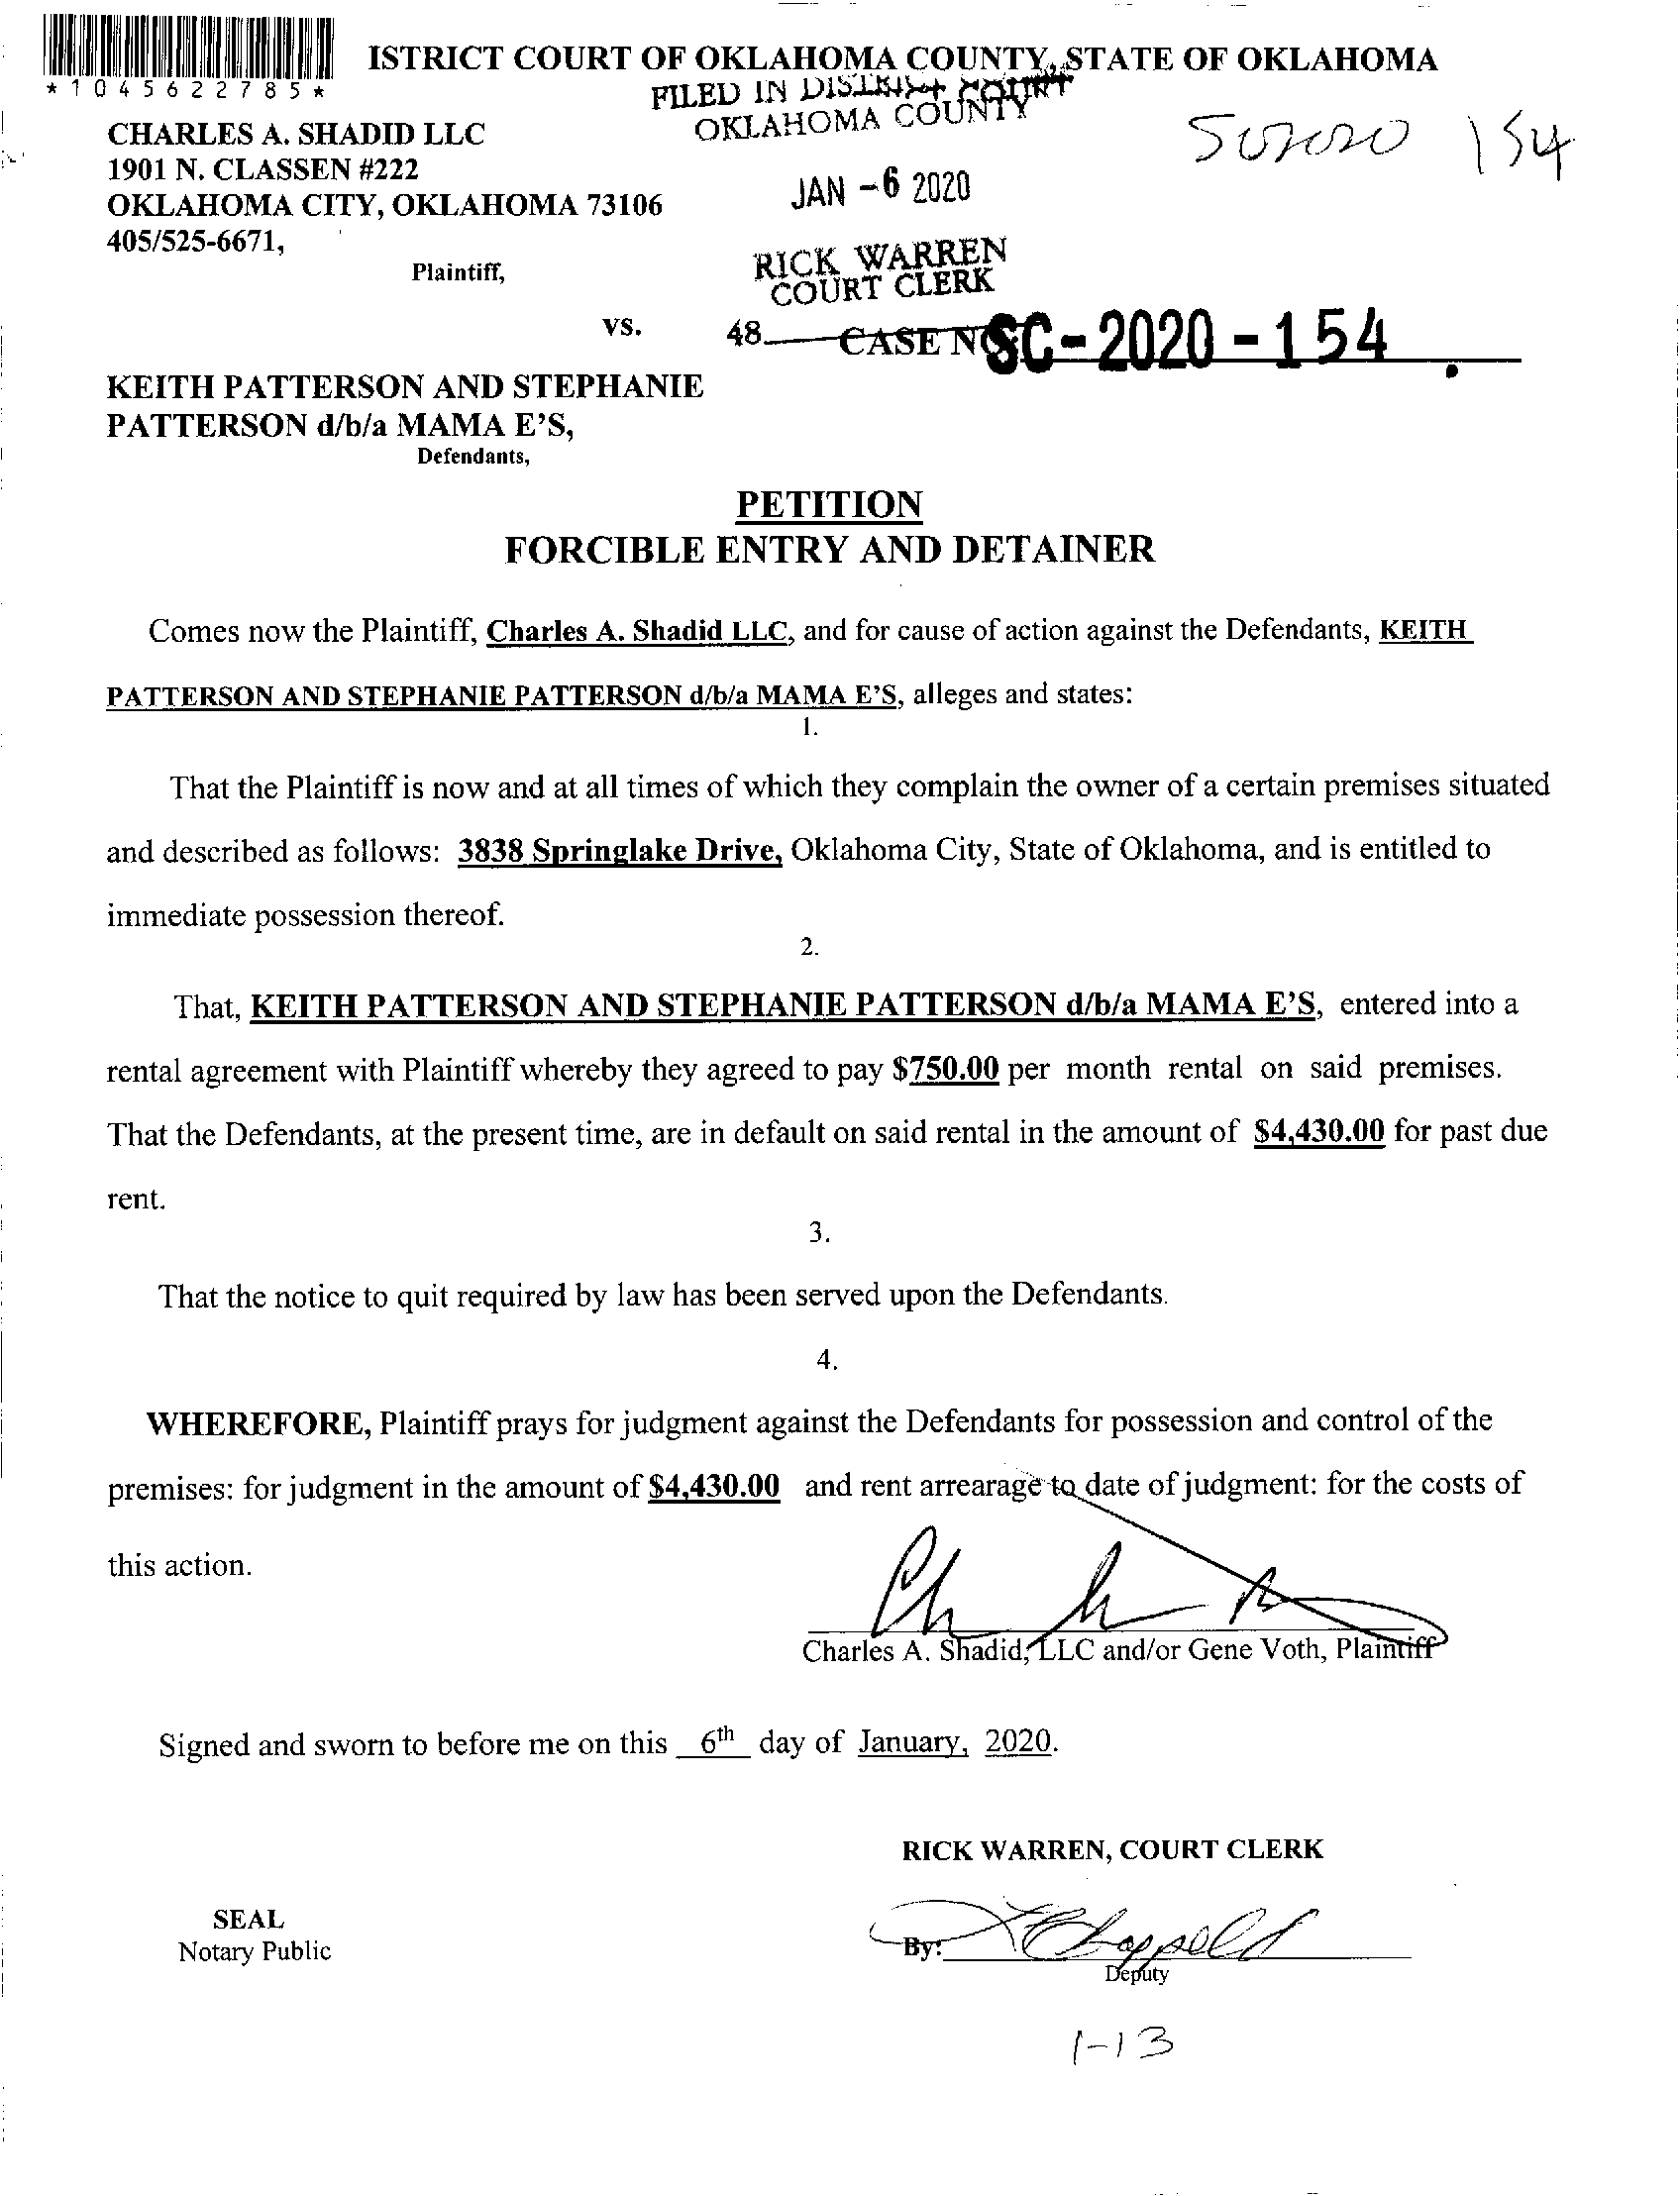 ISTRICT COURT OF OKLAHOMA COUNTY, STATE OF OKLAHOMA
*1045622785*
FILED IN DISTRICT COURT
OKLAHOMA COUNTY
CHARLES A. SHADID LLC
1901 N. CLASSEN #222
OKLAHOMA CITY, OKLAHOMA 73106
405/525-6671,
Plaintiff,
154
JAN -6 2020
RICK WARREN
COURT CLERK
vs.
48
CASE NO
SC-2020-154
KEITH PATTERSON AND STEPHANIE
PATTERSON d/b/a MAMA E'S,
Defendants,
PETITION
FORCIBLE ENTRY AND DETAINER
Comes now the Plaintiff, Charles A. Shadid LLC, and for cause of action against the Defendants, KEITH
PATTERSON AND STEPHANIE PATTERSON d/b/a MAMA E'S, alleges and states:
1.
That the Plaintiff is now and at all times of which they complain the owner of a certain premises situated
and described as follows: 3838 Springlake Drive, Oklahoma City, State of Oklahoma, and is entitled to
immediate possession thereof.
2.
That, KEITH PATTERSON AND STEPHANIE PATTERSON d/b/a MAMA E'S, entered into a
rental agreement with Plaintiff whereby they agreed to pay $750.00 per month rental on said premises.
That the Defendants, at the present time, are in default on said rental in the amount of $4,430.00 for past due
rent.
3.
That the notice to quit required by law has been served upon the Defendants.
4.
WHEREFORE, Plaintiff prays for judgment against the Defendants for possession and control of the
premises: for judgment in the amount of $4,430.00 and rent arrearage to date of judgment: for the costs of
this action.
Charles A. Shadid, LLC and/or Gene Voth, Plaintiff
Signed and sworn to before me on this 6th day of January, 2020.
RICK WARREN, COURT CLERK
SEAL
Notary Public
By:
Deputy
1-13